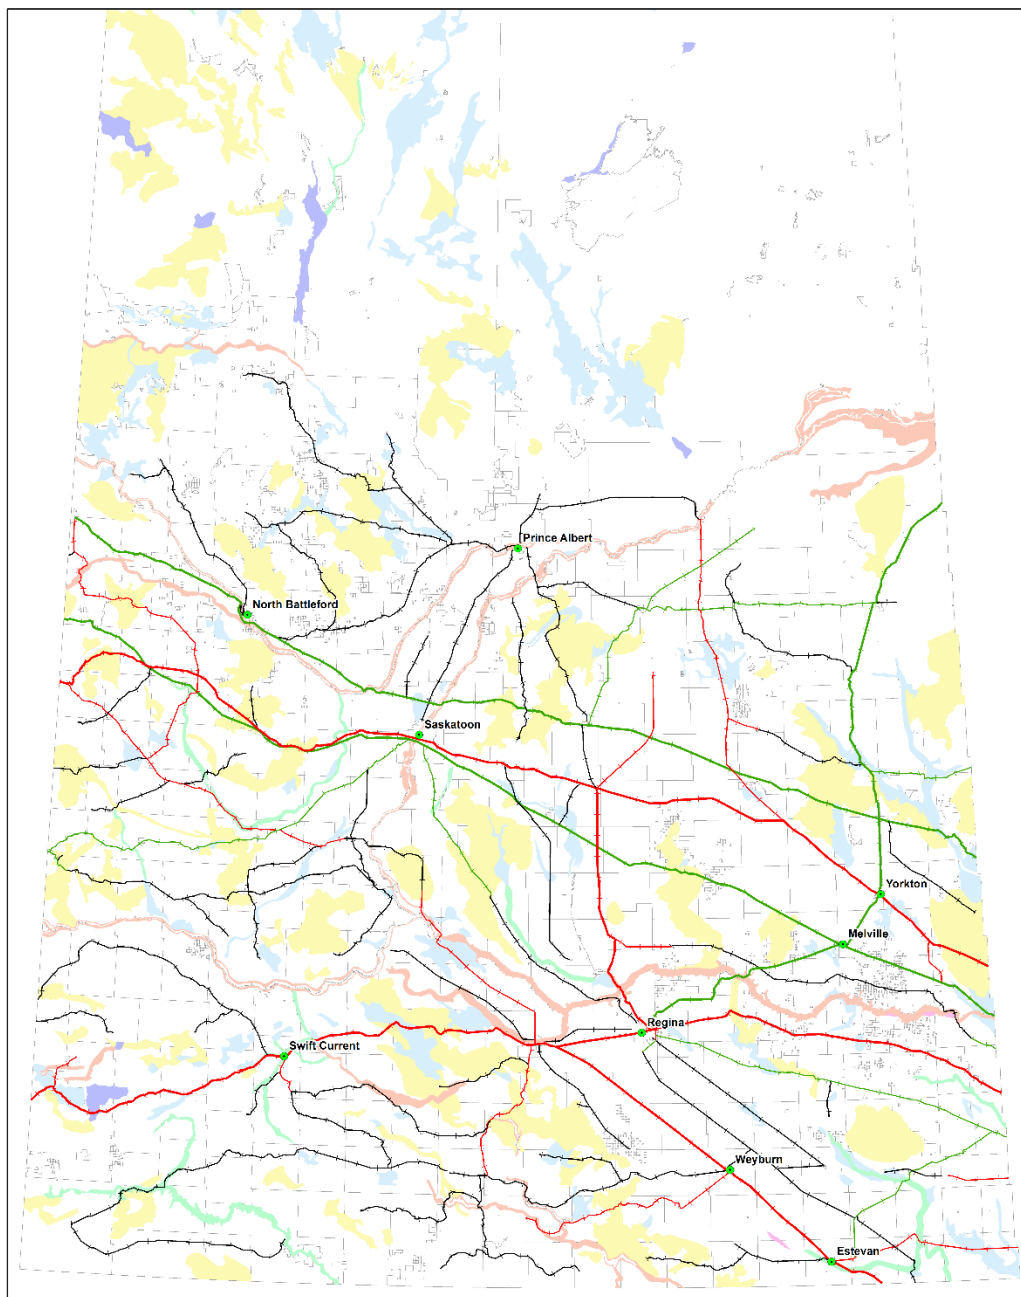 Prince Albert
North Battleford
Saskatoon
Yorkton
Melville
Regina
Swift Current
Weyburn
Estevan